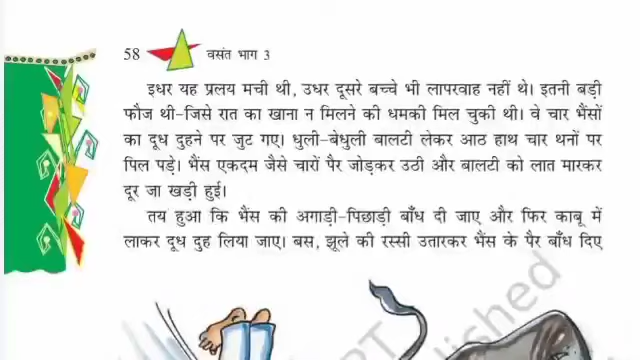 58 वसंत भाग 3
इधर यह प्रलय मची थी, उधर दूसरे बच्चे भी लापरवाह नहीं थे। इतनी बड़ी
फौज थी-जिसे रात का खाना न मिलने की धमकी मिल चुकी थी। वे चार भैंसों
का दूध दुहने पर जुट गए। धुली-बेधुली बालटी लेकर आठ हाथ चार थनों पर
पिल पड़े। भैंस एकदम जैसे चारों पैर जोड़कर उठी और बालटी को लात मारकर
दूर जा खड़ी हुई।
तय हुआ कि भैंस की अगाड़ी-पिछाड़ी बाँध दी जाए और फिर काबू में
लाकर दूध दुह लिया जाए। बस, झूले की रस्सी उतारकर भैंस के पैर बाँध दिए